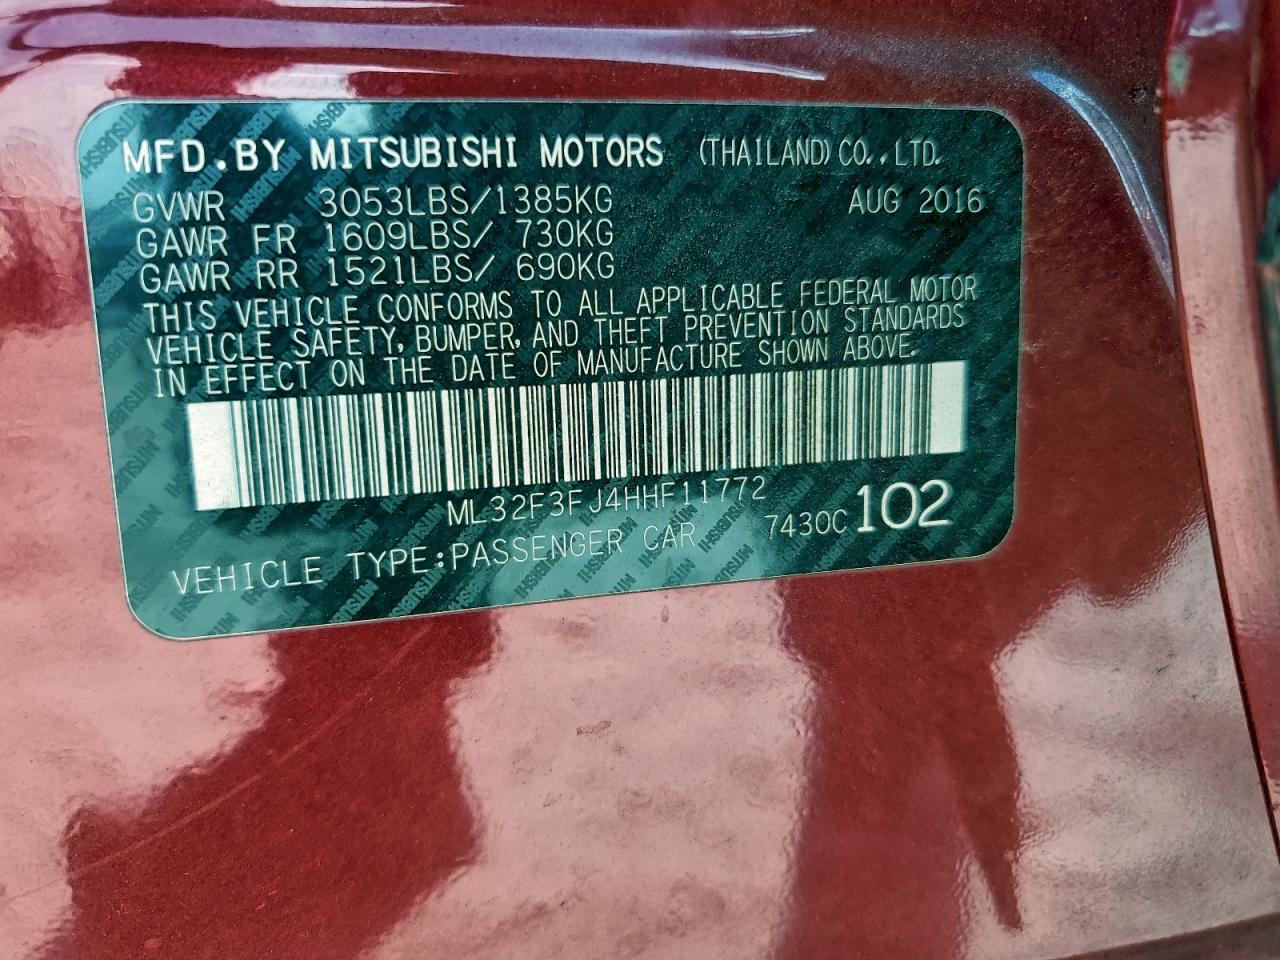 MFD.BY MITSUBISHI MOTORS (THAILAND) CO.,LTD.
GVWR 3053LBS/1385KG AUG 2016
GAWR FR 1609LBS/ 730KG
GAWR RR 1521LBS/ 690KG
THIS VEHICLE CONFORMS TO ALL APPLICABLE FEDERAL MOTOR
VEHICLE SAFETY, BUMPER, AND THEFT PREVENTION STANDARDS
IN EFFECT ON THE DATE OF MANUFACTURE SHOWN ABOVE.
ML32F3FJ4HHF11772
VEHICLE TYPE:PASSENGER CAR 7430C 102